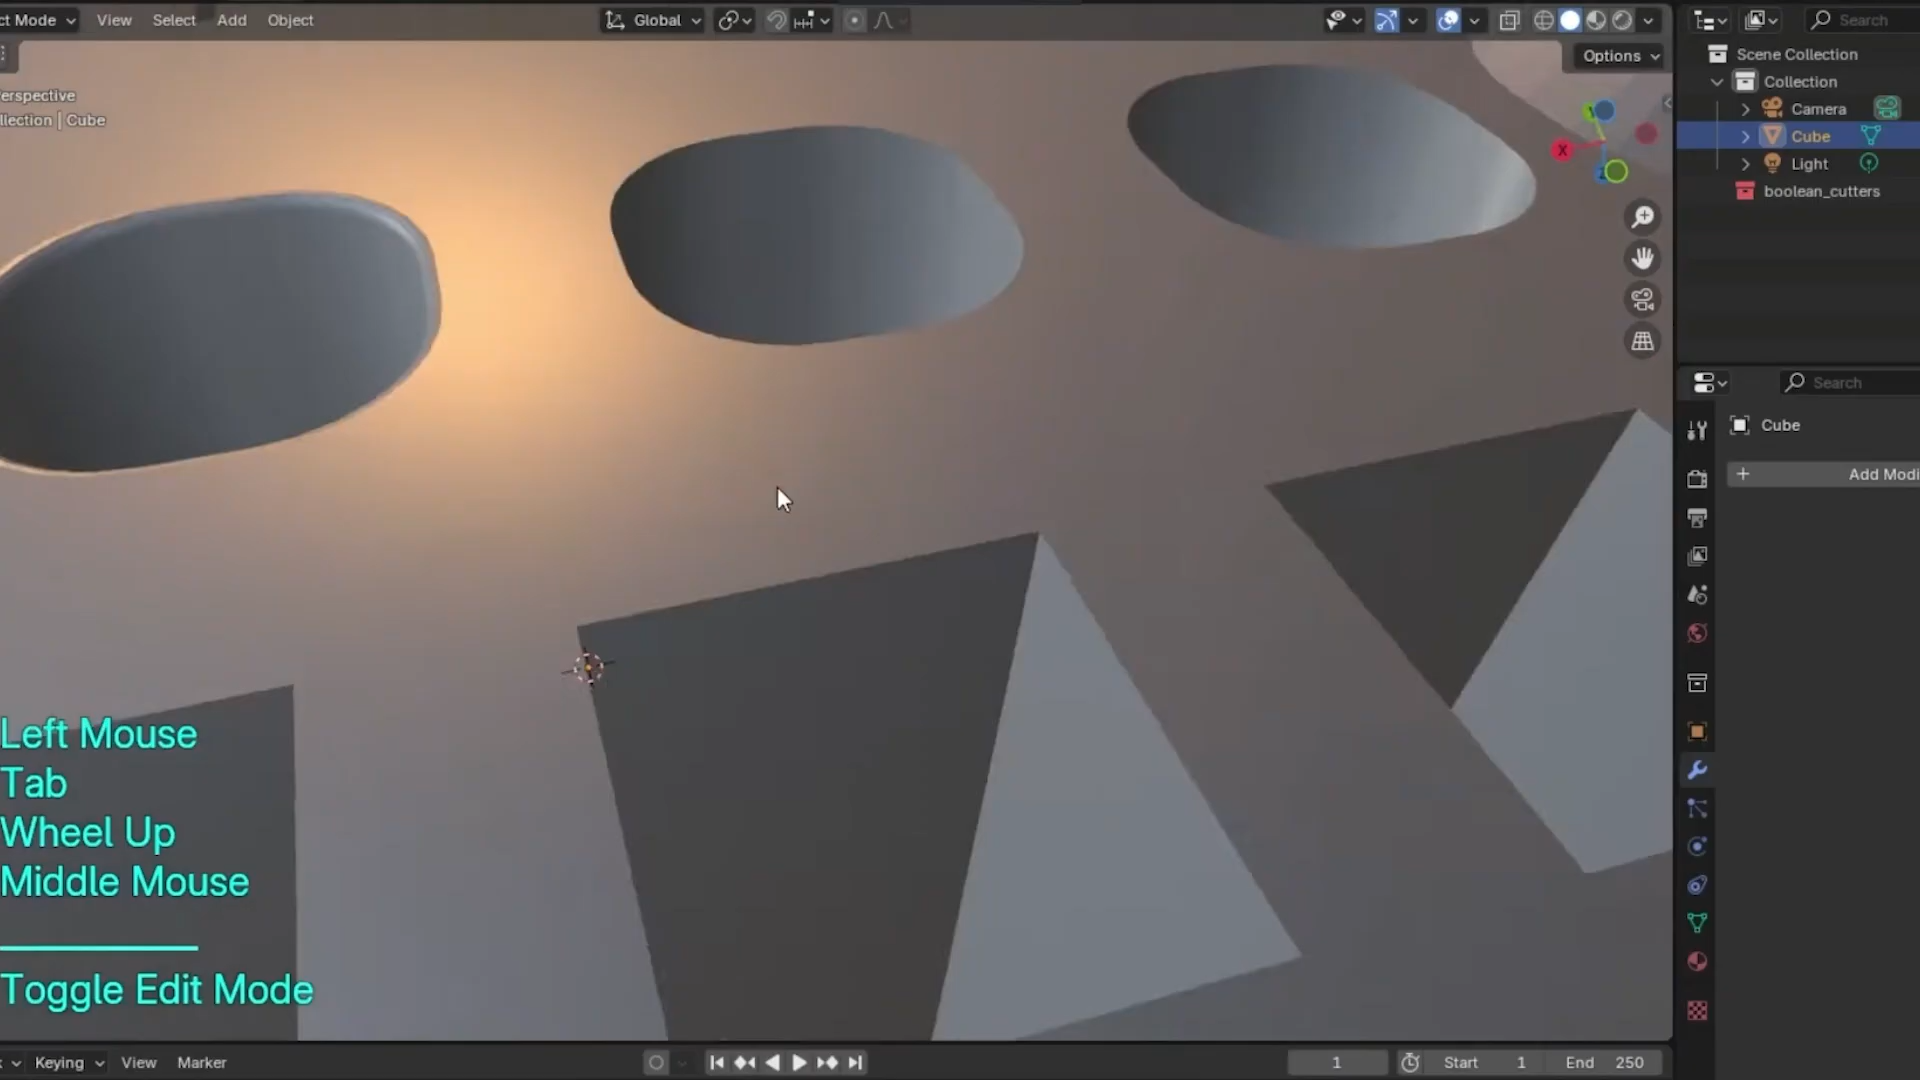 ct Mode View Select Add Object Global Search
Options
Scene Collection
erspective
Collection
llection | Cube
Camera
Cube
Light
boolean_cutters
X
Search
Cube
Add Modi
Left Mouse
Tab
Wheel Up
Middle Mouse
Toggle Edit Mode
Keying View Marker 1 Start 1 End 250